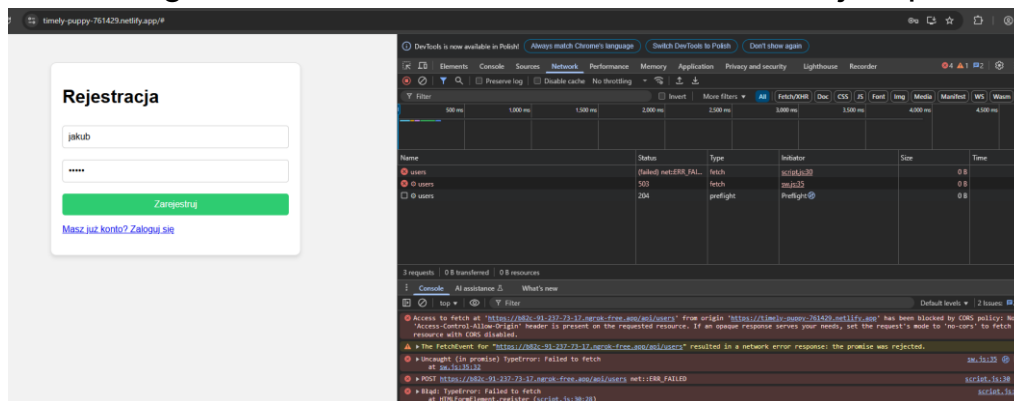 timely-puppy-761429.netlify.app/#
Rejestracja
jakub
•••••
Zarejestruj
Masz już konto? Zaloguj się
DevTools is now available in Polish! Always match Chrome's language Switch DevTools to Polish Don't show again
Elements Console Sources Network Performance Memory Application Privacy and security Lighthouse Recorder 4 1 2
Preserve log Disable cache No throttling
Filter Invert More filters All Fetch/XHR Doc CSS JS Font Img Media Manifest WS Wasm
500 ms 1,000 ms 1,500 ms 2,000 ms 2,500 ms 3,000 ms 3,500 ms 4,000 ms 4,500 ms
Name Status Type Initiator Size Time
users (failed) net::ERR_FAI... fetch script.js:30 0 B
users 503 fetch sw.js:35 0 B
users 204 preflight Preflight 0 B
3 requests 0 B transferred 0 B resources
Console AI assistance What's new
top Filter Default levels 2 Issues:
Access to fetch at 'https://b82c-91-237-73-17.ngrok-free.app/api/users' from origin 'https://timely-puppy-761429.netlify.app' has been blocked by CORS policy: No
'Access-Control-Allow-Origin' header is present on the requested resource. If an opaque response serves your needs, set the request's mode to 'no-cors' to fetch
resource with CORS disabled.
The FetchEvent for "https://b82c-91-237-73-17.ngrok-free.app/api/users" resulted in a network error response: the promise was rejected.
Uncaught (in promise) TypeError: Failed to fetch sw.js:35
at sw.js:35:32
POST https://b82c-91-237-73-17.ngrok-free.app/api/users net::ERR_FAILED script.js:30
Błąd: TypeError: Failed to fetch script.js:
at HTMLFormElement.register (script.js:30:28)